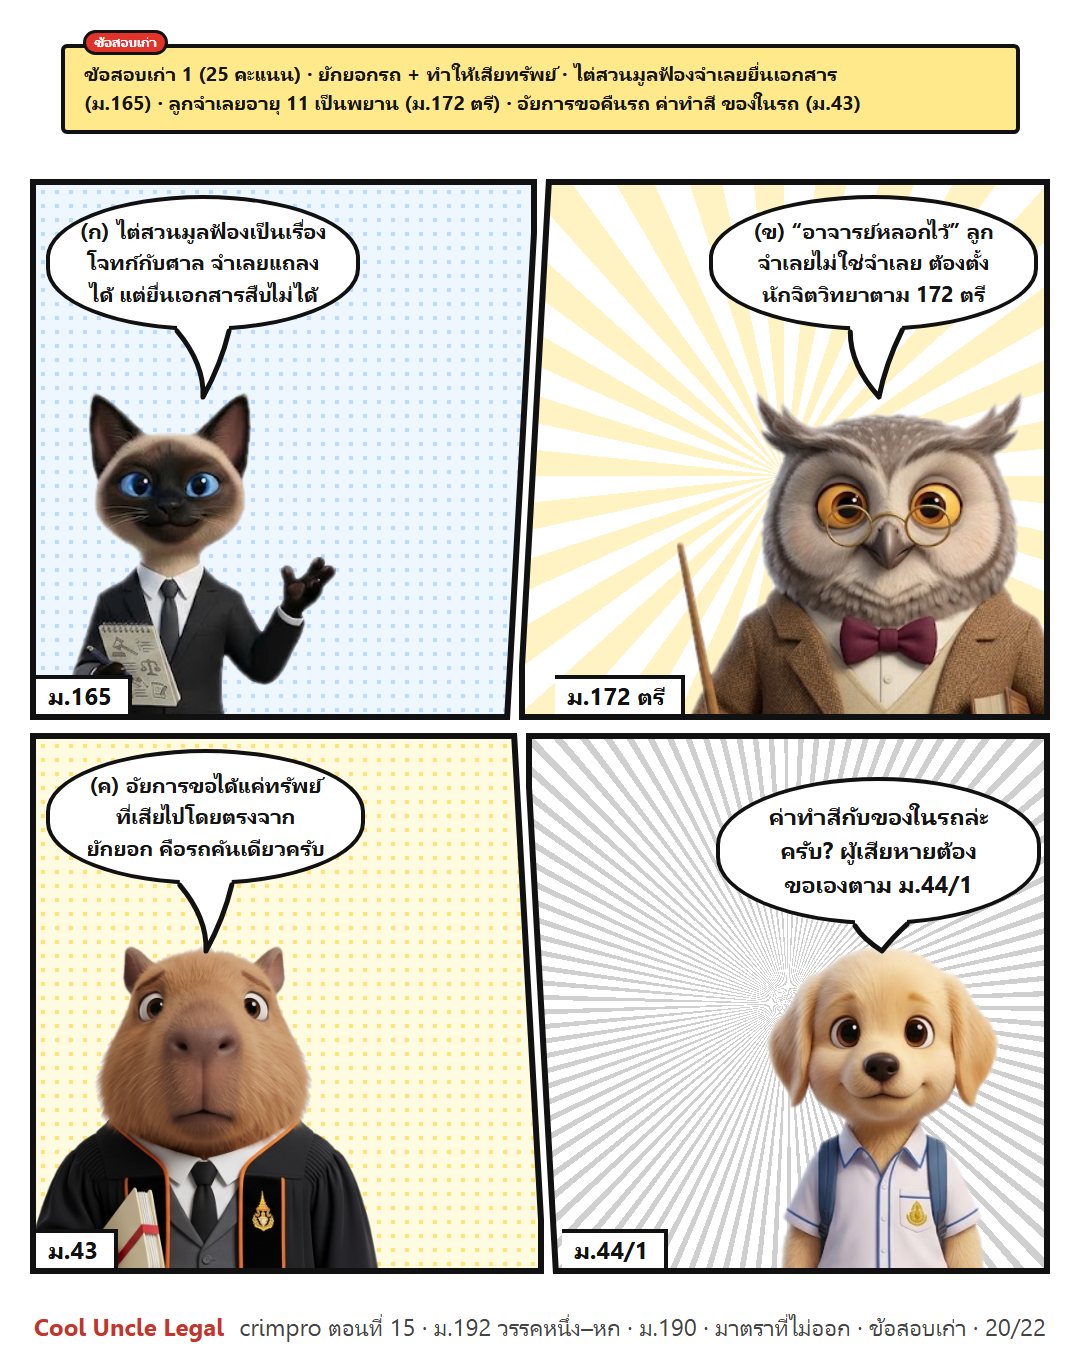 ข้อสอบเก่า
ข้อสอบเก่า 1 (25 คะแนน) · ยักยอกรถ + ทำให้เสียทรัพย์ · ไต่สวนมูลฟ้องจำเลยยื่นเอกสาร
(ม.165) · ลูกจำเลยอายุ 11 เป็นพยาน (ม.172 ตรี) · อัยการขอคืนรถ ค่าทำสี ของในรถ (ม.43)
(ก) ไต่สวนมูลฟ้องเป็นเรื่อง
โจทก์กับศาล จำเลยแถลง
ได้ แต่ยื่นเอกสารสืบไม่ได้
ม.165
(ข) “อาจารย์หลอกไว้” ลูก
จำเลยไม่ใช่จำเลย ต้องตั้ง
นักจิตวิทยาตาม 172 ตรี
ม.172 ตรี
(ค) อัยการขอได้แค่ทรัพย์
ที่เสียไปโดยตรงจาก
ยักยอก คือรถคันเดียวครับ
ม.43
ค่าทำสีกับของในรถล่ะ
ครับ? ผู้เสียหายต้อง
ขอเองตาม ม.44/1
ม.44/1
Cool Uncle Legal crimpro ตอนที่ 15 · ม.192 วรรคหนึ่ง–หก · ม.190 · มาตราที่ไม่ออก · ข้อสอบเก่า · 20/22